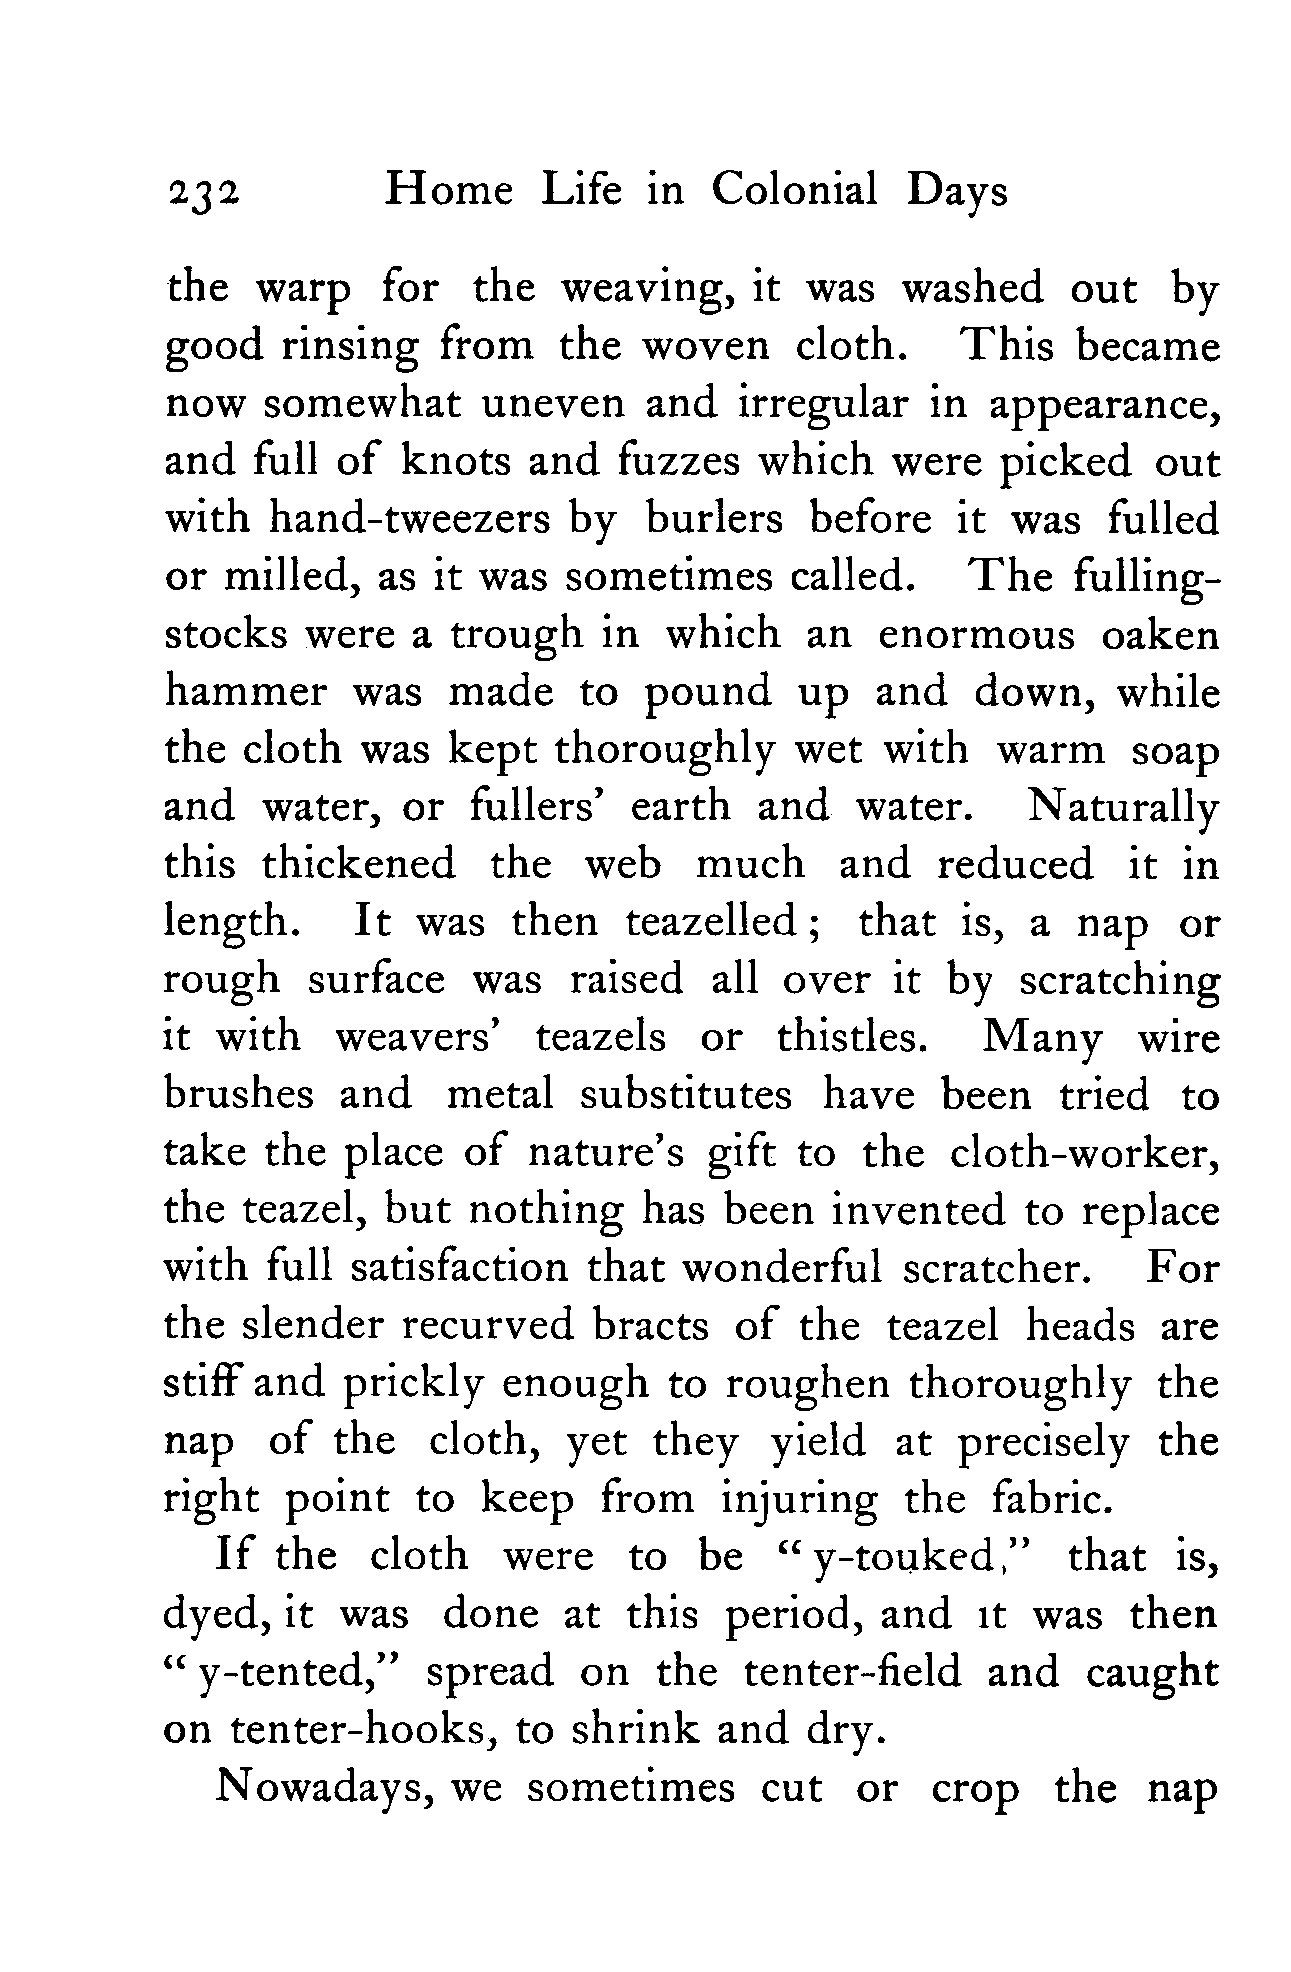 232 Home Life in Colonial Days
the warp for the weaving, it was washed out by
good rinsing from the woven cloth. This became
now somewhat uneven and irregular in appearance,
and full of knots and fuzzes which were picked out
with hand-tweezers by burlers before it was fulled
or milled, as it was sometimes called. The fulling-
stocks were a trough in which an enormous oaken
hammer was made to pound up and down, while
the cloth was kept thoroughly wet with warm soap
and water, or fullers’ earth and water. Naturally
this thickened the web much and reduced it in
length. It was then teazelled; that is, a nap or
rough surface was raised all over it by scratching
it with weavers’ teazels or thistles. Many wire
brushes and metal substitutes have been tried to
take the place of nature’s gift to the cloth-worker,
the teazel, but nothing has been invented to replace
with full satisfaction that wonderful scratcher. For
the slender recurved bracts of the teazel heads are
stiff and prickly enough to roughen thoroughly the
nap of the cloth, yet they yield at precisely the
right point to keep from injuring the fabric.
If the cloth were to be “y-touked,” that is,
dyed, it was done at this period, and it was then
“y-tented,” spread on the tenter-field and caught
on tenter-hooks, to shrink and dry.
Nowadays, we sometimes cut or crop the nap